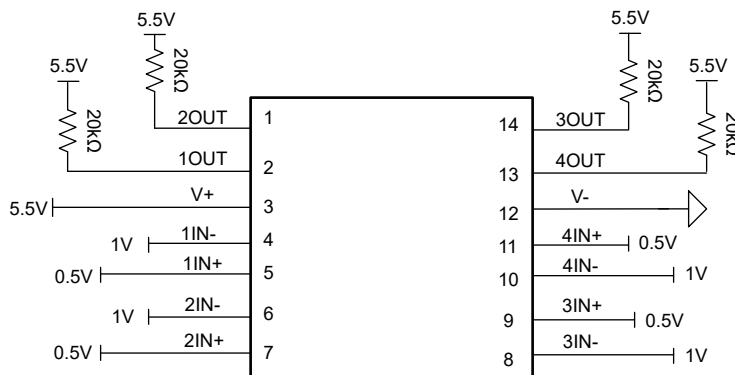 5.5V
5.5V
5.5V
5.5V
20kΩ
20kΩ
20kΩ
20kΩ
2OUT 1 14 3OUT
1OUT 2 13 4OUT
5.5V V+ 3 12 V-
1V 1IN- 4 11 4IN+ 0.5V
0.5V 1IN+ 5 10 4IN- 1V
1V 2IN- 6 9 3IN+ 0.5V
0.5V 2IN+ 7 8 3IN- 1V